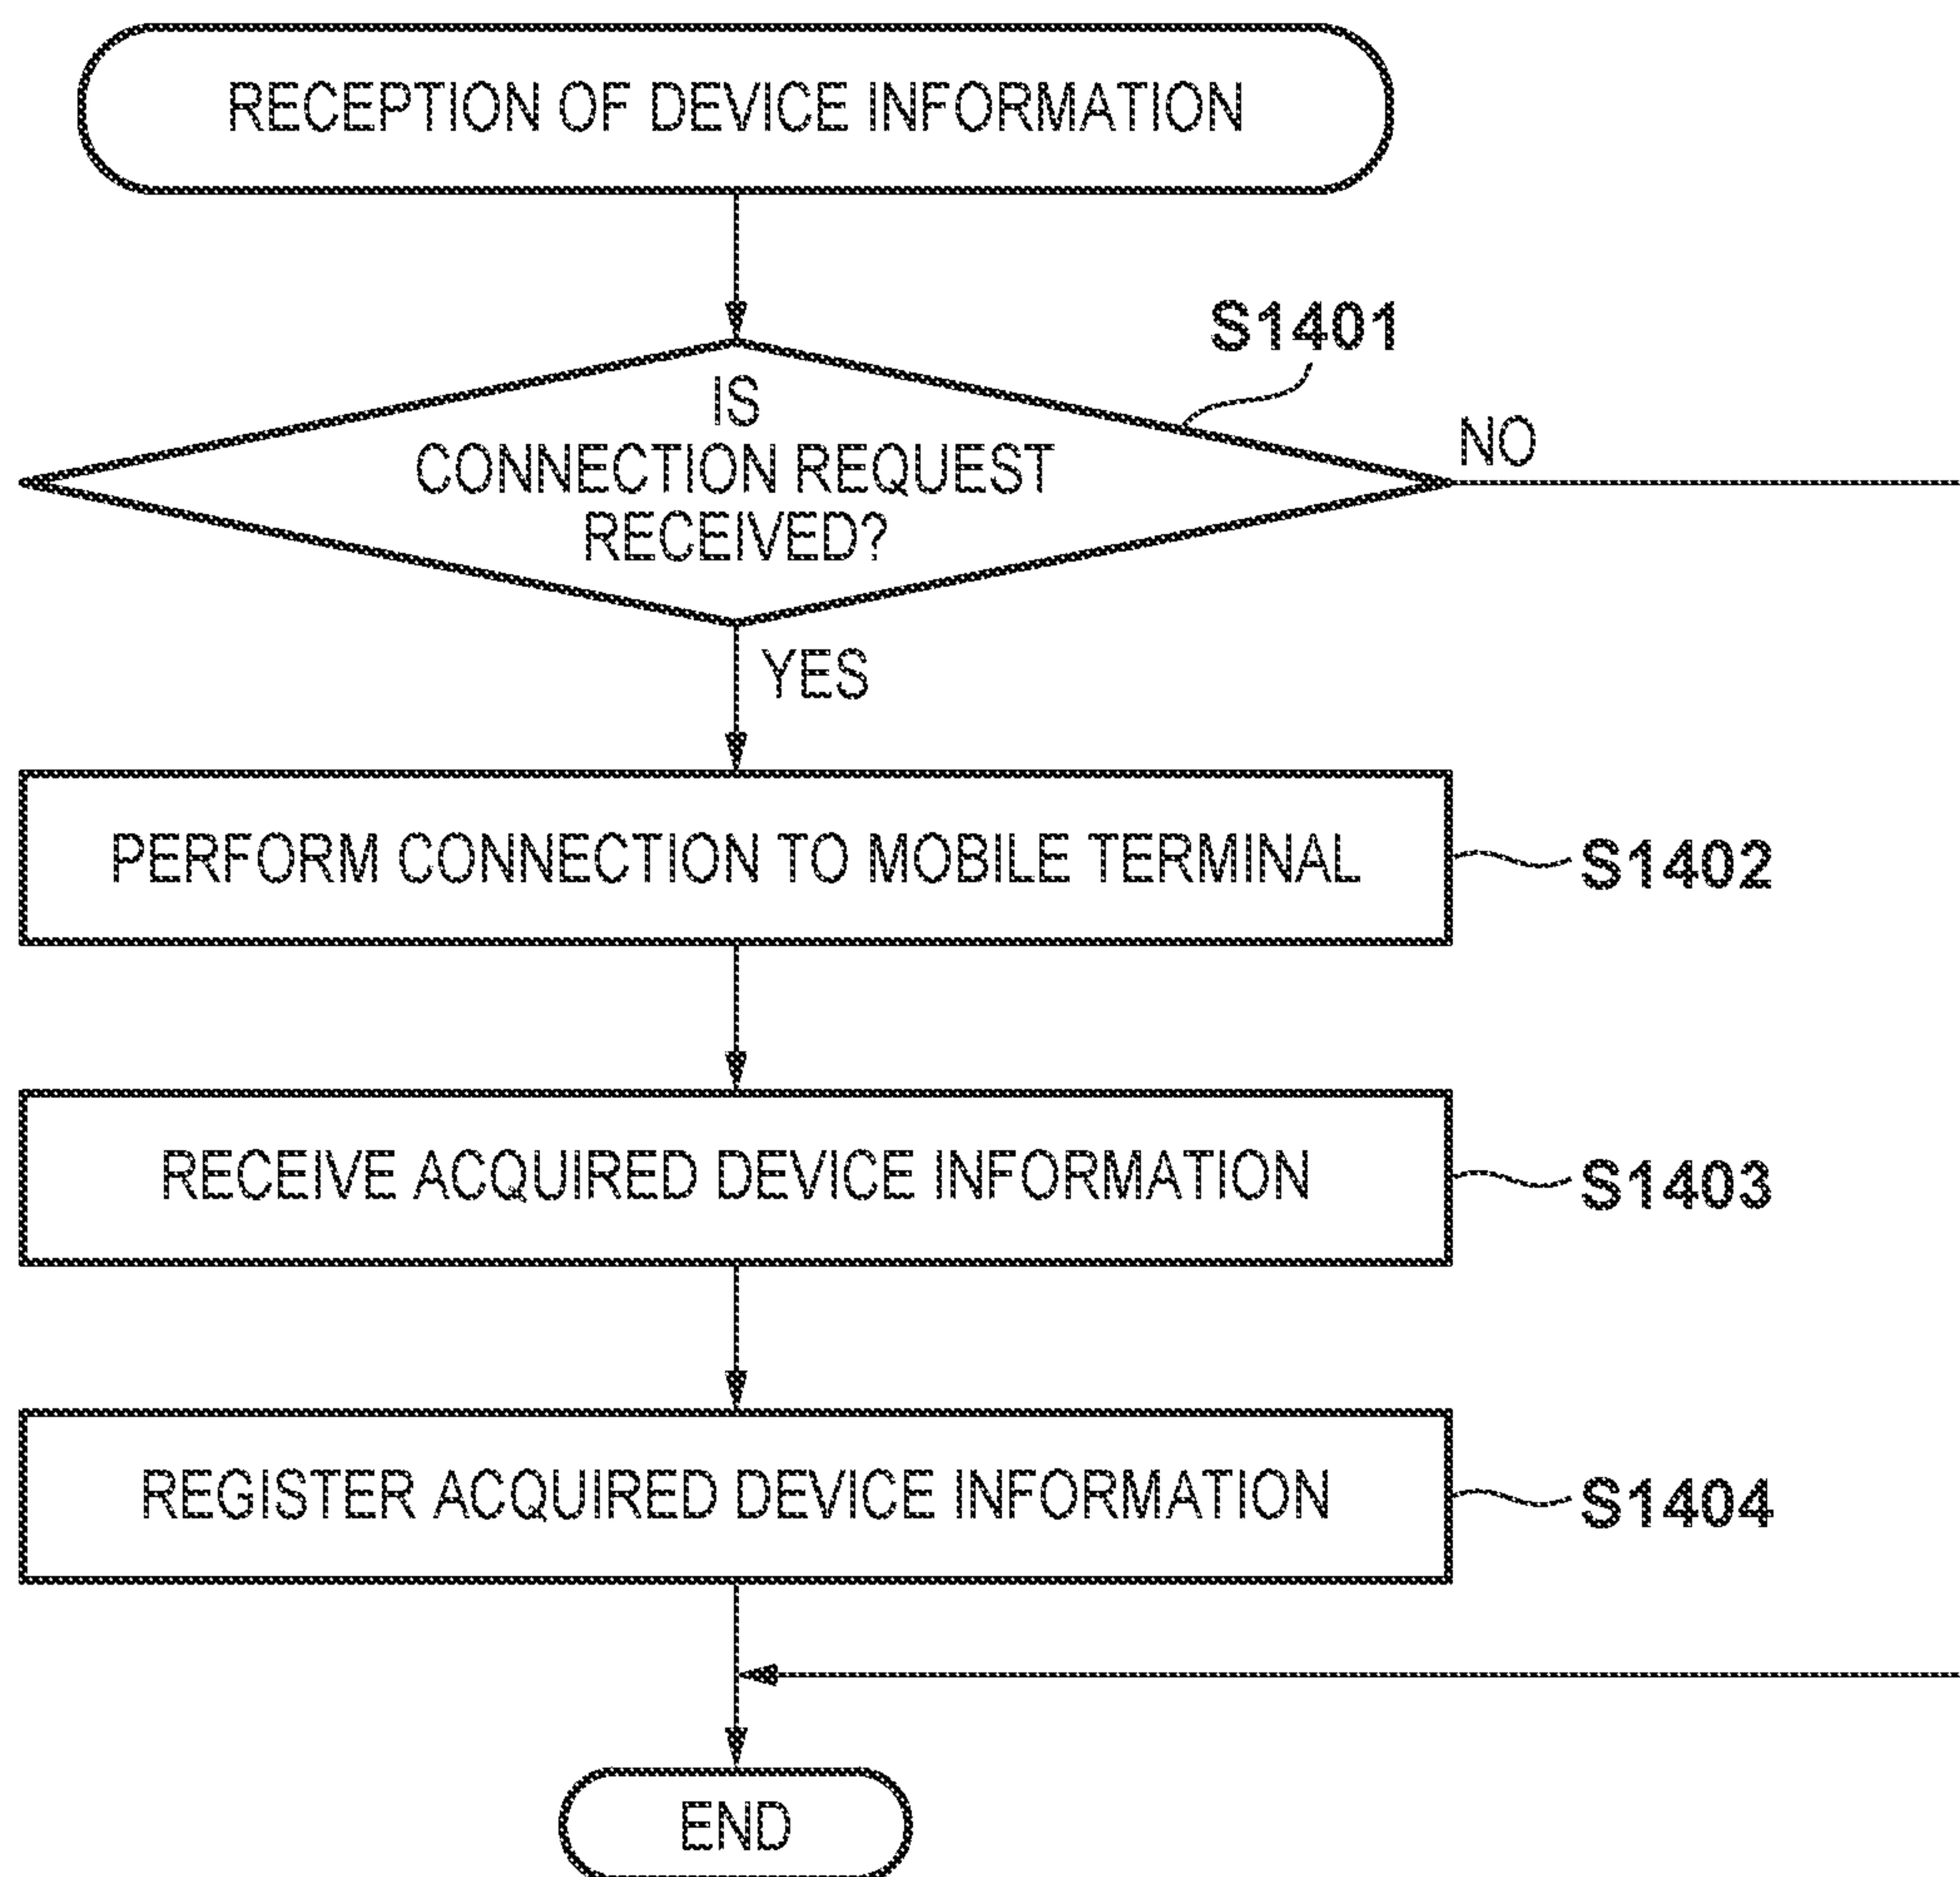 RECEPTION OF DEVICE INFORMATION
S1401
IS
CONNECTION REQUEST
RECEIVED?
NO
YES
PERFORM CONNECTION TO MOBILE TERMINAL
S1402
RECEIVE ACQUIRED DEVICE INFORMATION
S1403
REGISTER ACQUIRED DEVICE INFORMATION
S1404
END